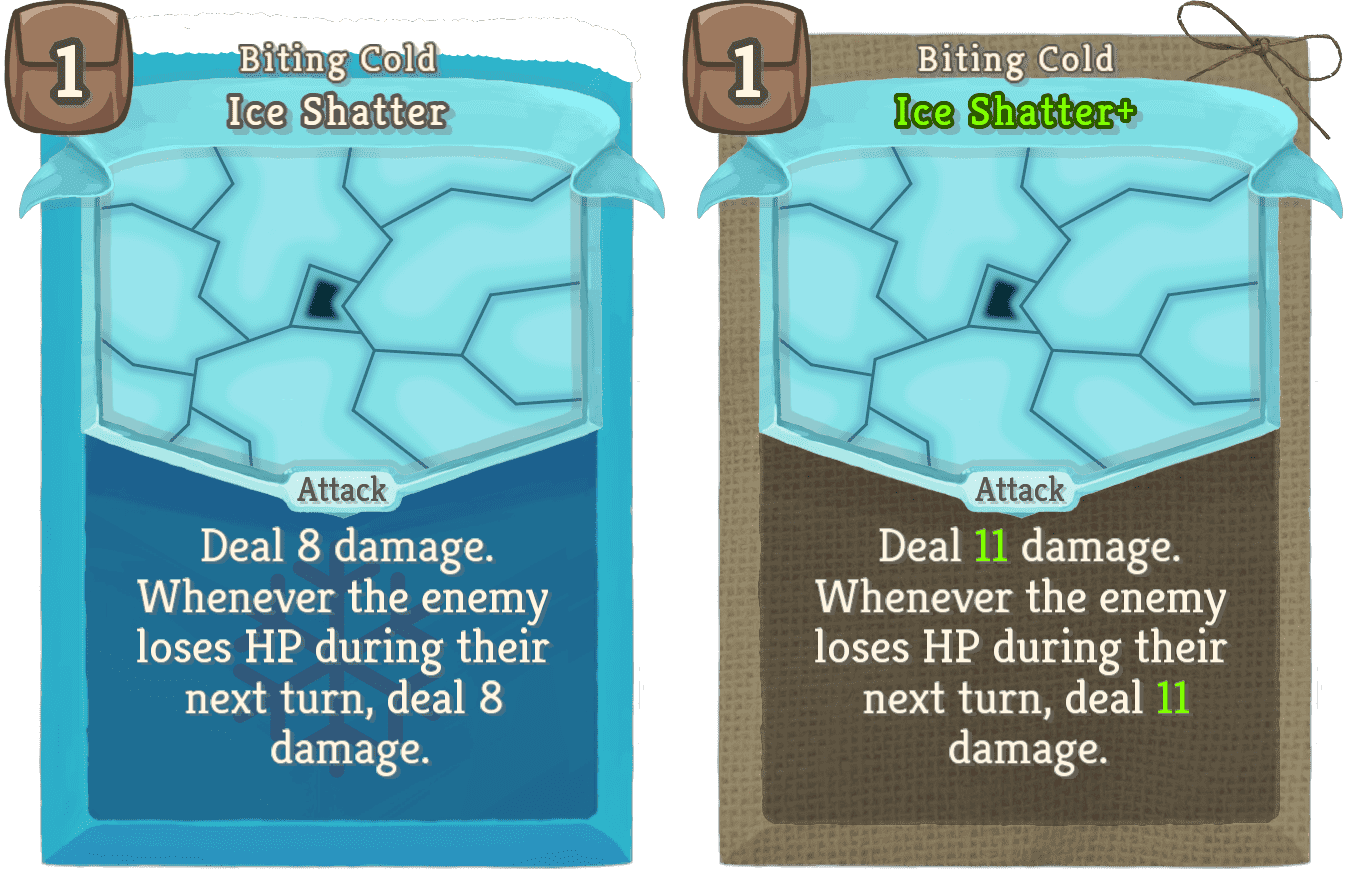 1
Biting Cold
Ice Shatter
Attack
Deal 8 damage.
Whenever the enemy
loses HP during their
next turn, deal 8
damage.
1
Biting Cold
Ice Shatter+
Attack
Deal 11 damage.
Whenever the enemy
loses HP during their
next turn, deal 11
damage.